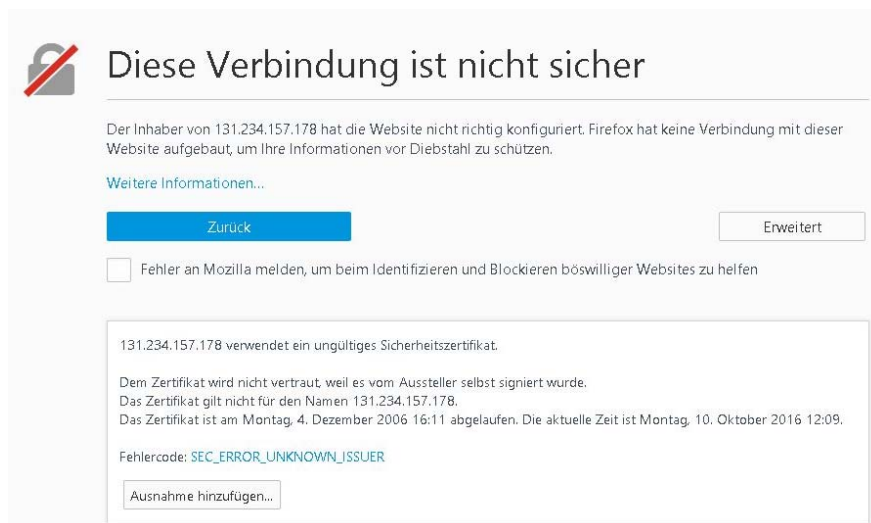 Diese Verbindung ist nicht sicher
Der Inhaber von 131.234.157.178 hat die Website nicht richtig konfiguriert. Firefox hat keine Verbindung mit dieser
Website aufgebaut, um Ihre Informationen vor Diebstahl zu schützen.
Weitere Informationen...
Zurück
Erweitert
Fehler an Mozilla melden, um beim Identifizieren und Blockieren böswilliger Websites zu helfen
131.234.157.178 verwendet ein ungültiges Sicherheitszertifikat.
Dem Zertifikat wird nicht vertraut, weil es vom Aussteller selbst signiert wurde.
Das Zertifikat gilt nicht für den Namen 131.234.157.178.
Das Zertifikat ist am Montag, 4. Dezember 2006 16:11 abgelaufen. Die aktuelle Zeit ist Montag, 10. Oktober 2016 12:09.
Fehlercode: SEC_ERROR_UNKNOWN_ISSUER
Ausnahme hinzufügen...